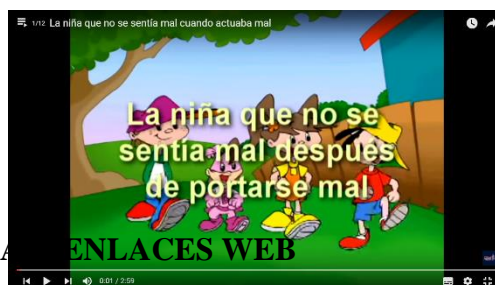 1/12 La niña que no se sentía mal cuando actuaba mal
La niña que no se
sentía mal después
de portarse mal
ENLACES WEB
0:01 / 2:59